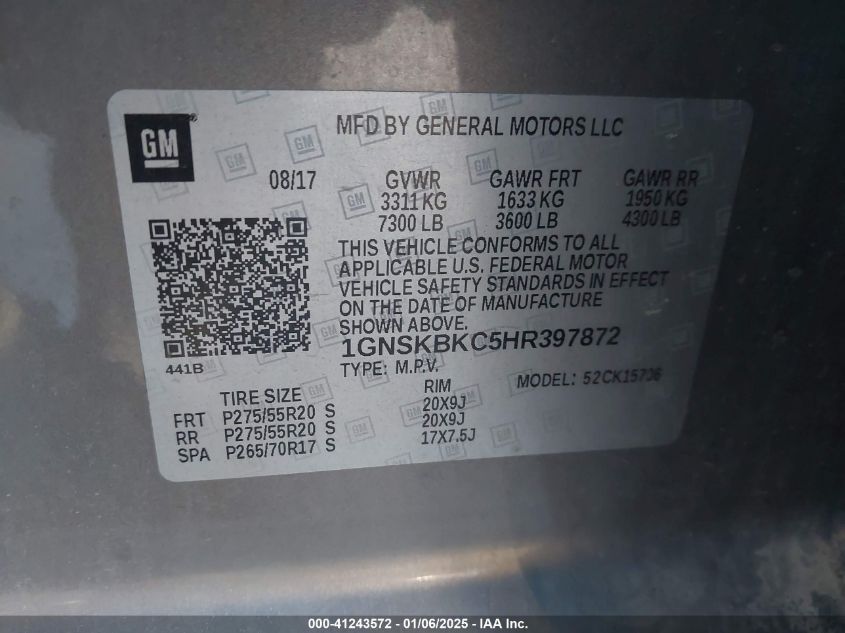 GM
MFD BY GENERAL MOTORS LLC
08/17 GVWR GAWR FRT GAWR RR
3311 KG 1633 KG 1950 KG
7300 LB 3600 LB 4300 LB
THIS VEHICLE CONFORMS TO ALL
APPLICABLE U.S. FEDERAL MOTOR
VEHICLE SAFETY STANDARDS IN EFFECT
ON THE DATE OF MANUFACTURE
SHOWN ABOVE.
1GNSKBKC5HR397872
441B
TYPE: M.P.V. MODEL: 52CK15706
TIRE SIZE RIM
FRT P275/55R20 S 20X9J
RR P275/55R20 S 20X9J
SPA P265/70R17 S 17X7.5J
000-41243572 - 01/06/2025 - IAA Inc.